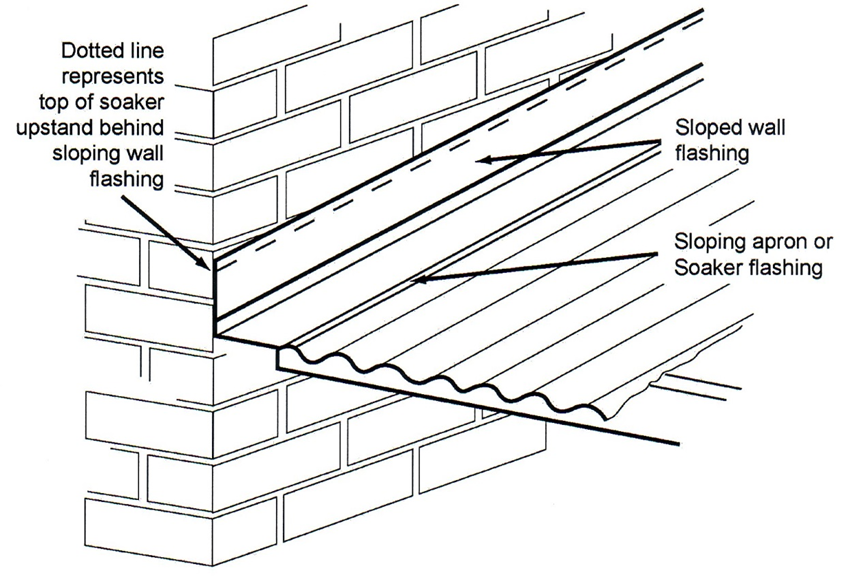 Dotted line
represents
top of soaker
upstand behind
sloping wall
flashing
Sloped wall
flashing
Sloping apron or
Soaker flashing